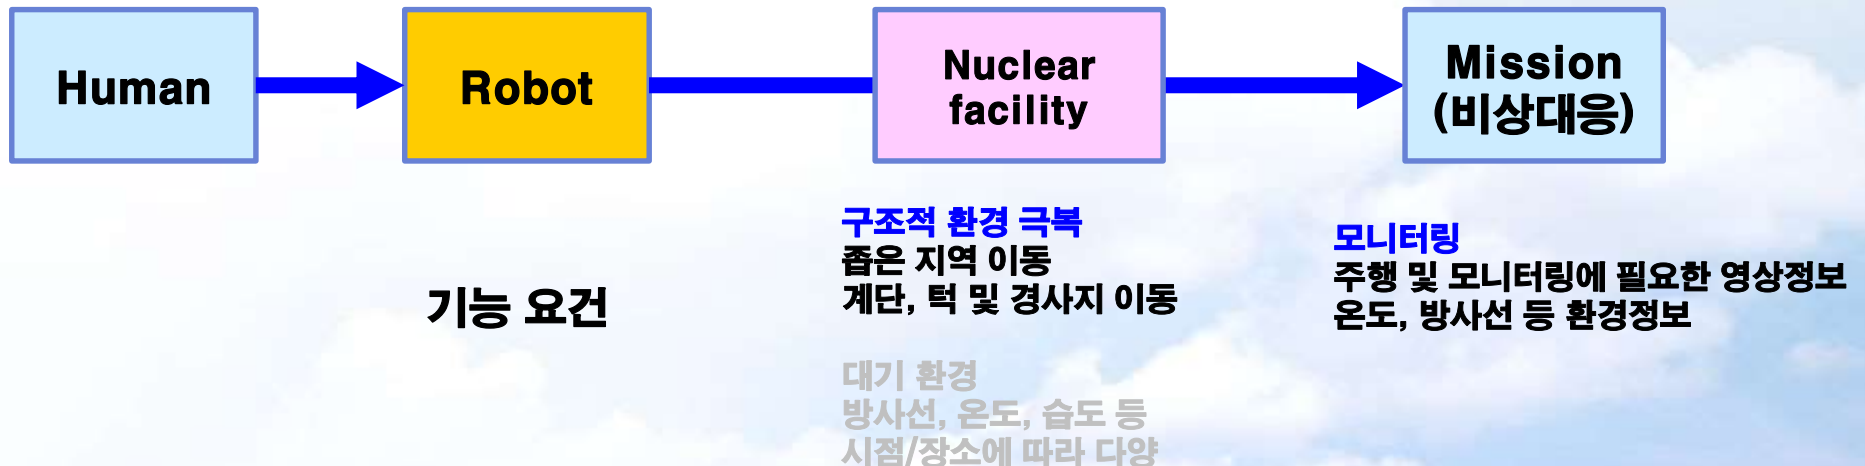 Human
Robot
Nuclear
facility
Mission
(비상대응)
기능 요건
구조적 환경 극복
좁은 지역 이동
계단, 턱 및 경사지 이동
대기 환경
방사선, 온도, 습도 등
시점/장소에 따라 다양
모니터링
주행 및 모니터링에 필요한 영상정보
온도, 방사선 등 환경정보